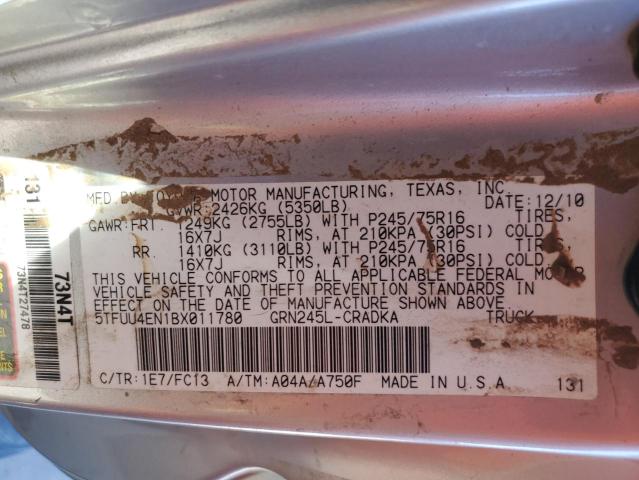 MFD BY TOYOTA MOTOR MANUFACTURING, TEXAS, INC.
GVWR: 2426KG (5350LB) DATE: 12/10
GAWR:FRT. 1249KG (2755LB) WITH P245/75R16 TIRES,
16X7J RIMS, AT 210KPA (30PSI) COLD
RR. 1410KG (3110LB) WITH P245/75R16 TIRES,
16X7J RIMS, AT 210KPA (30PSI) COLD
THIS VEHICLE CONFORMS TO ALL APPLICABLE FEDERAL MOTOR
VEHICLE SAFETY AND THEFT PREVENTION STANDARDS IN
EFFECT ON THE DATE OF MANUFACTURE SHOWN ABOVE.
5TFUU4EN1BX011780 GRN245L-CRADKA TRUCK
C/TR:1E7/FC13 A/TM:A04A/A750F MADE IN U.S.A 131
131
73N4T
73N4T27478